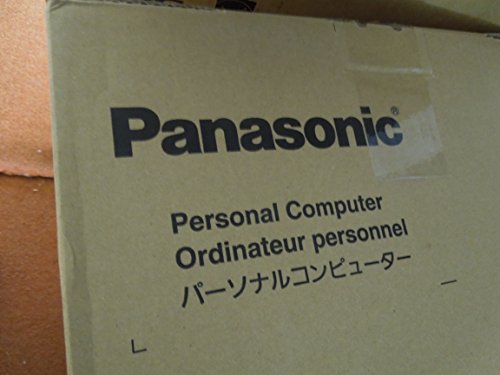 Panasonic®
Personal Computer
Ordinateur personnel
パーソナルコンピューター